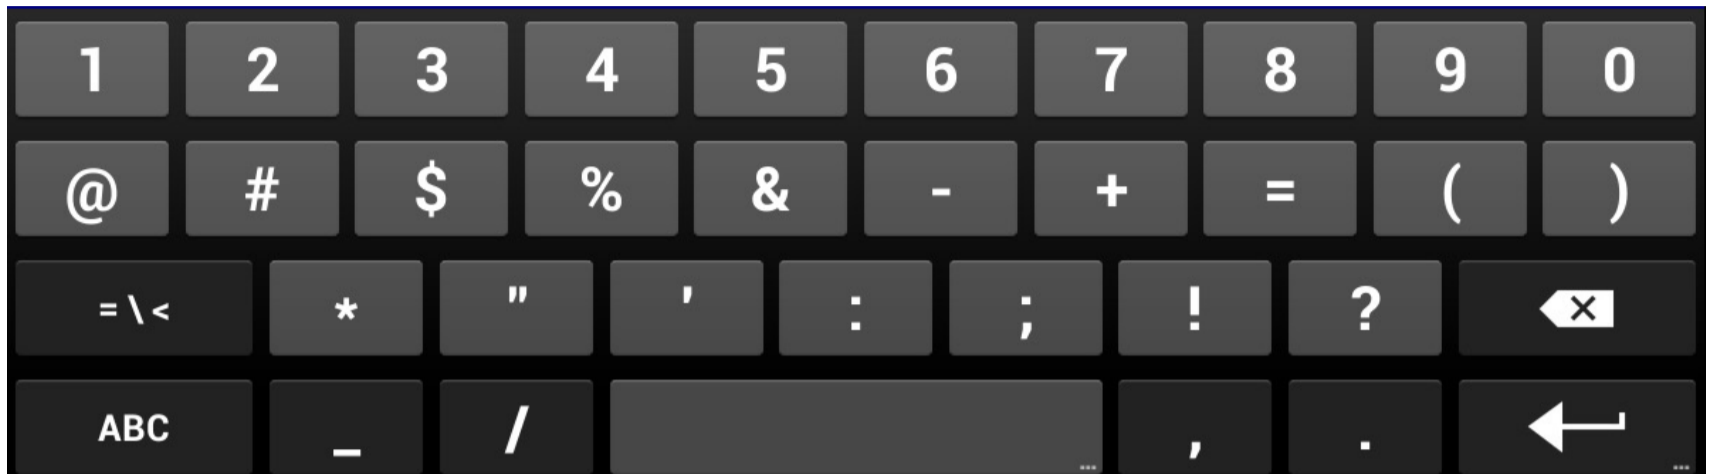 1 2 3 4 5 6 7 8 9 0
@ # $ % & - + = ( )
= \ < * " ' : ; ! ?
ABC _ / , .